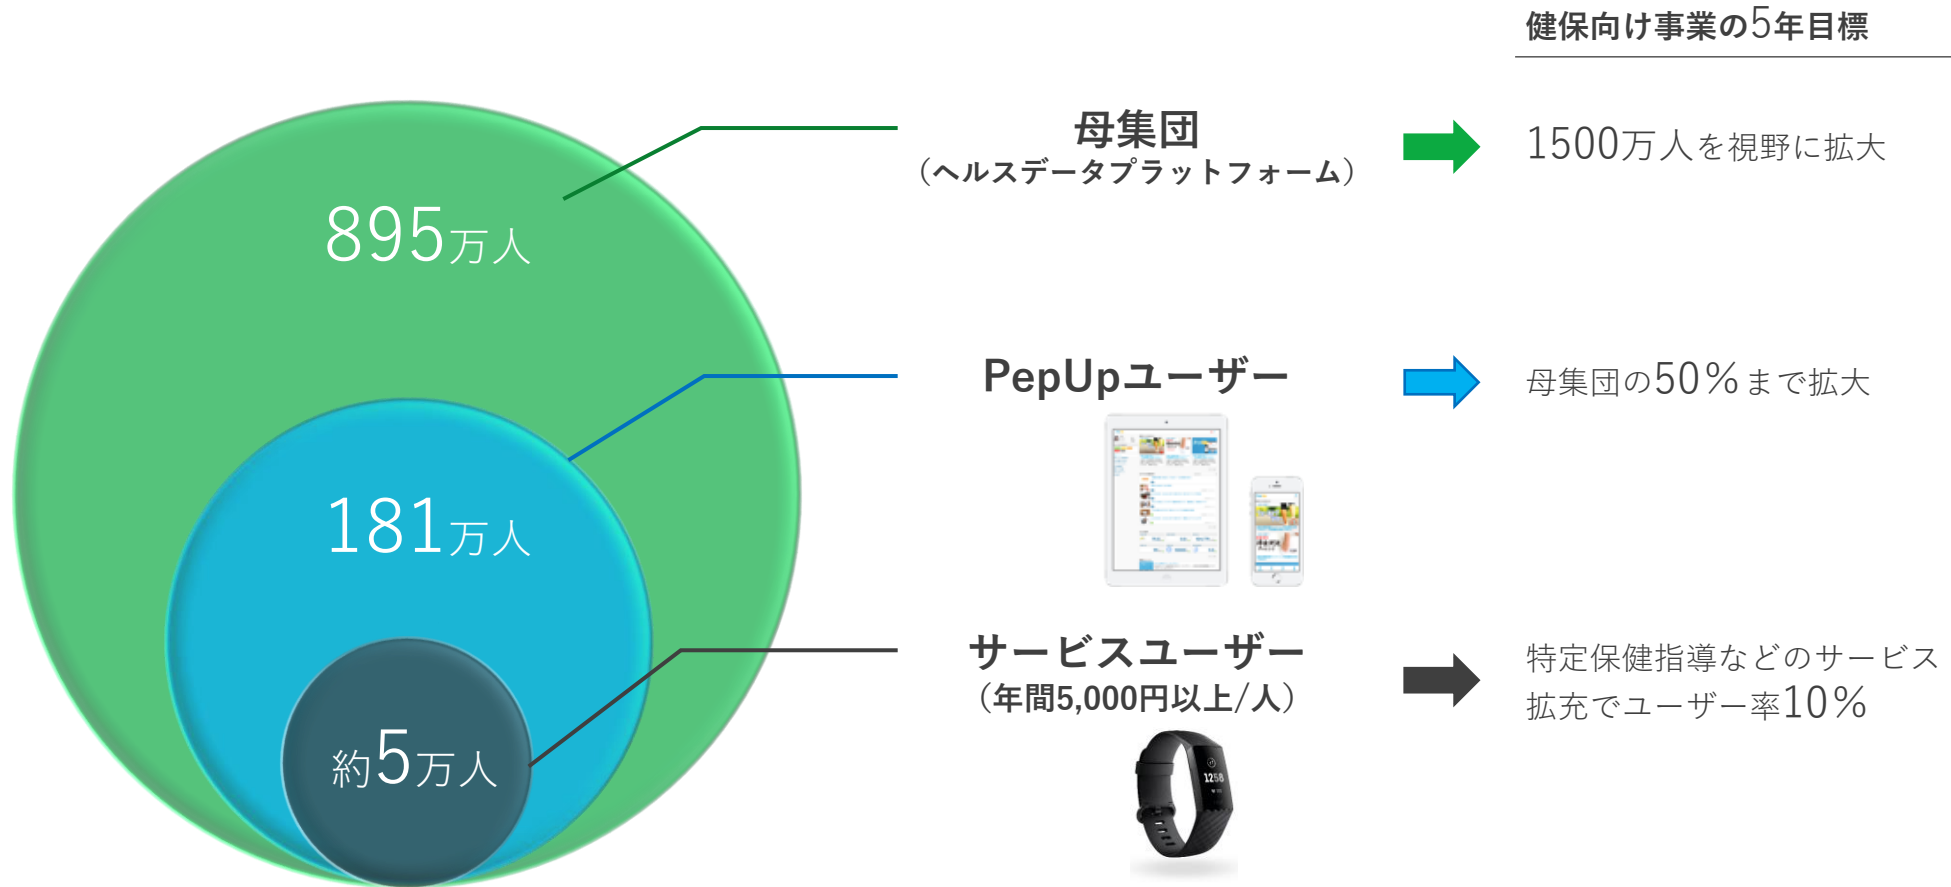 健保向け事業の5年目標
895万人
母集団
（ヘルスデータプラットフォーム）
1500万人を視野に拡大
181万人
PepUpユーザー
母集団の50％まで拡大
約5万人
サービスユーザー
（年間5,000円以上/人）
特定保健指導などのサービス
拡充でユーザー率10％
1258